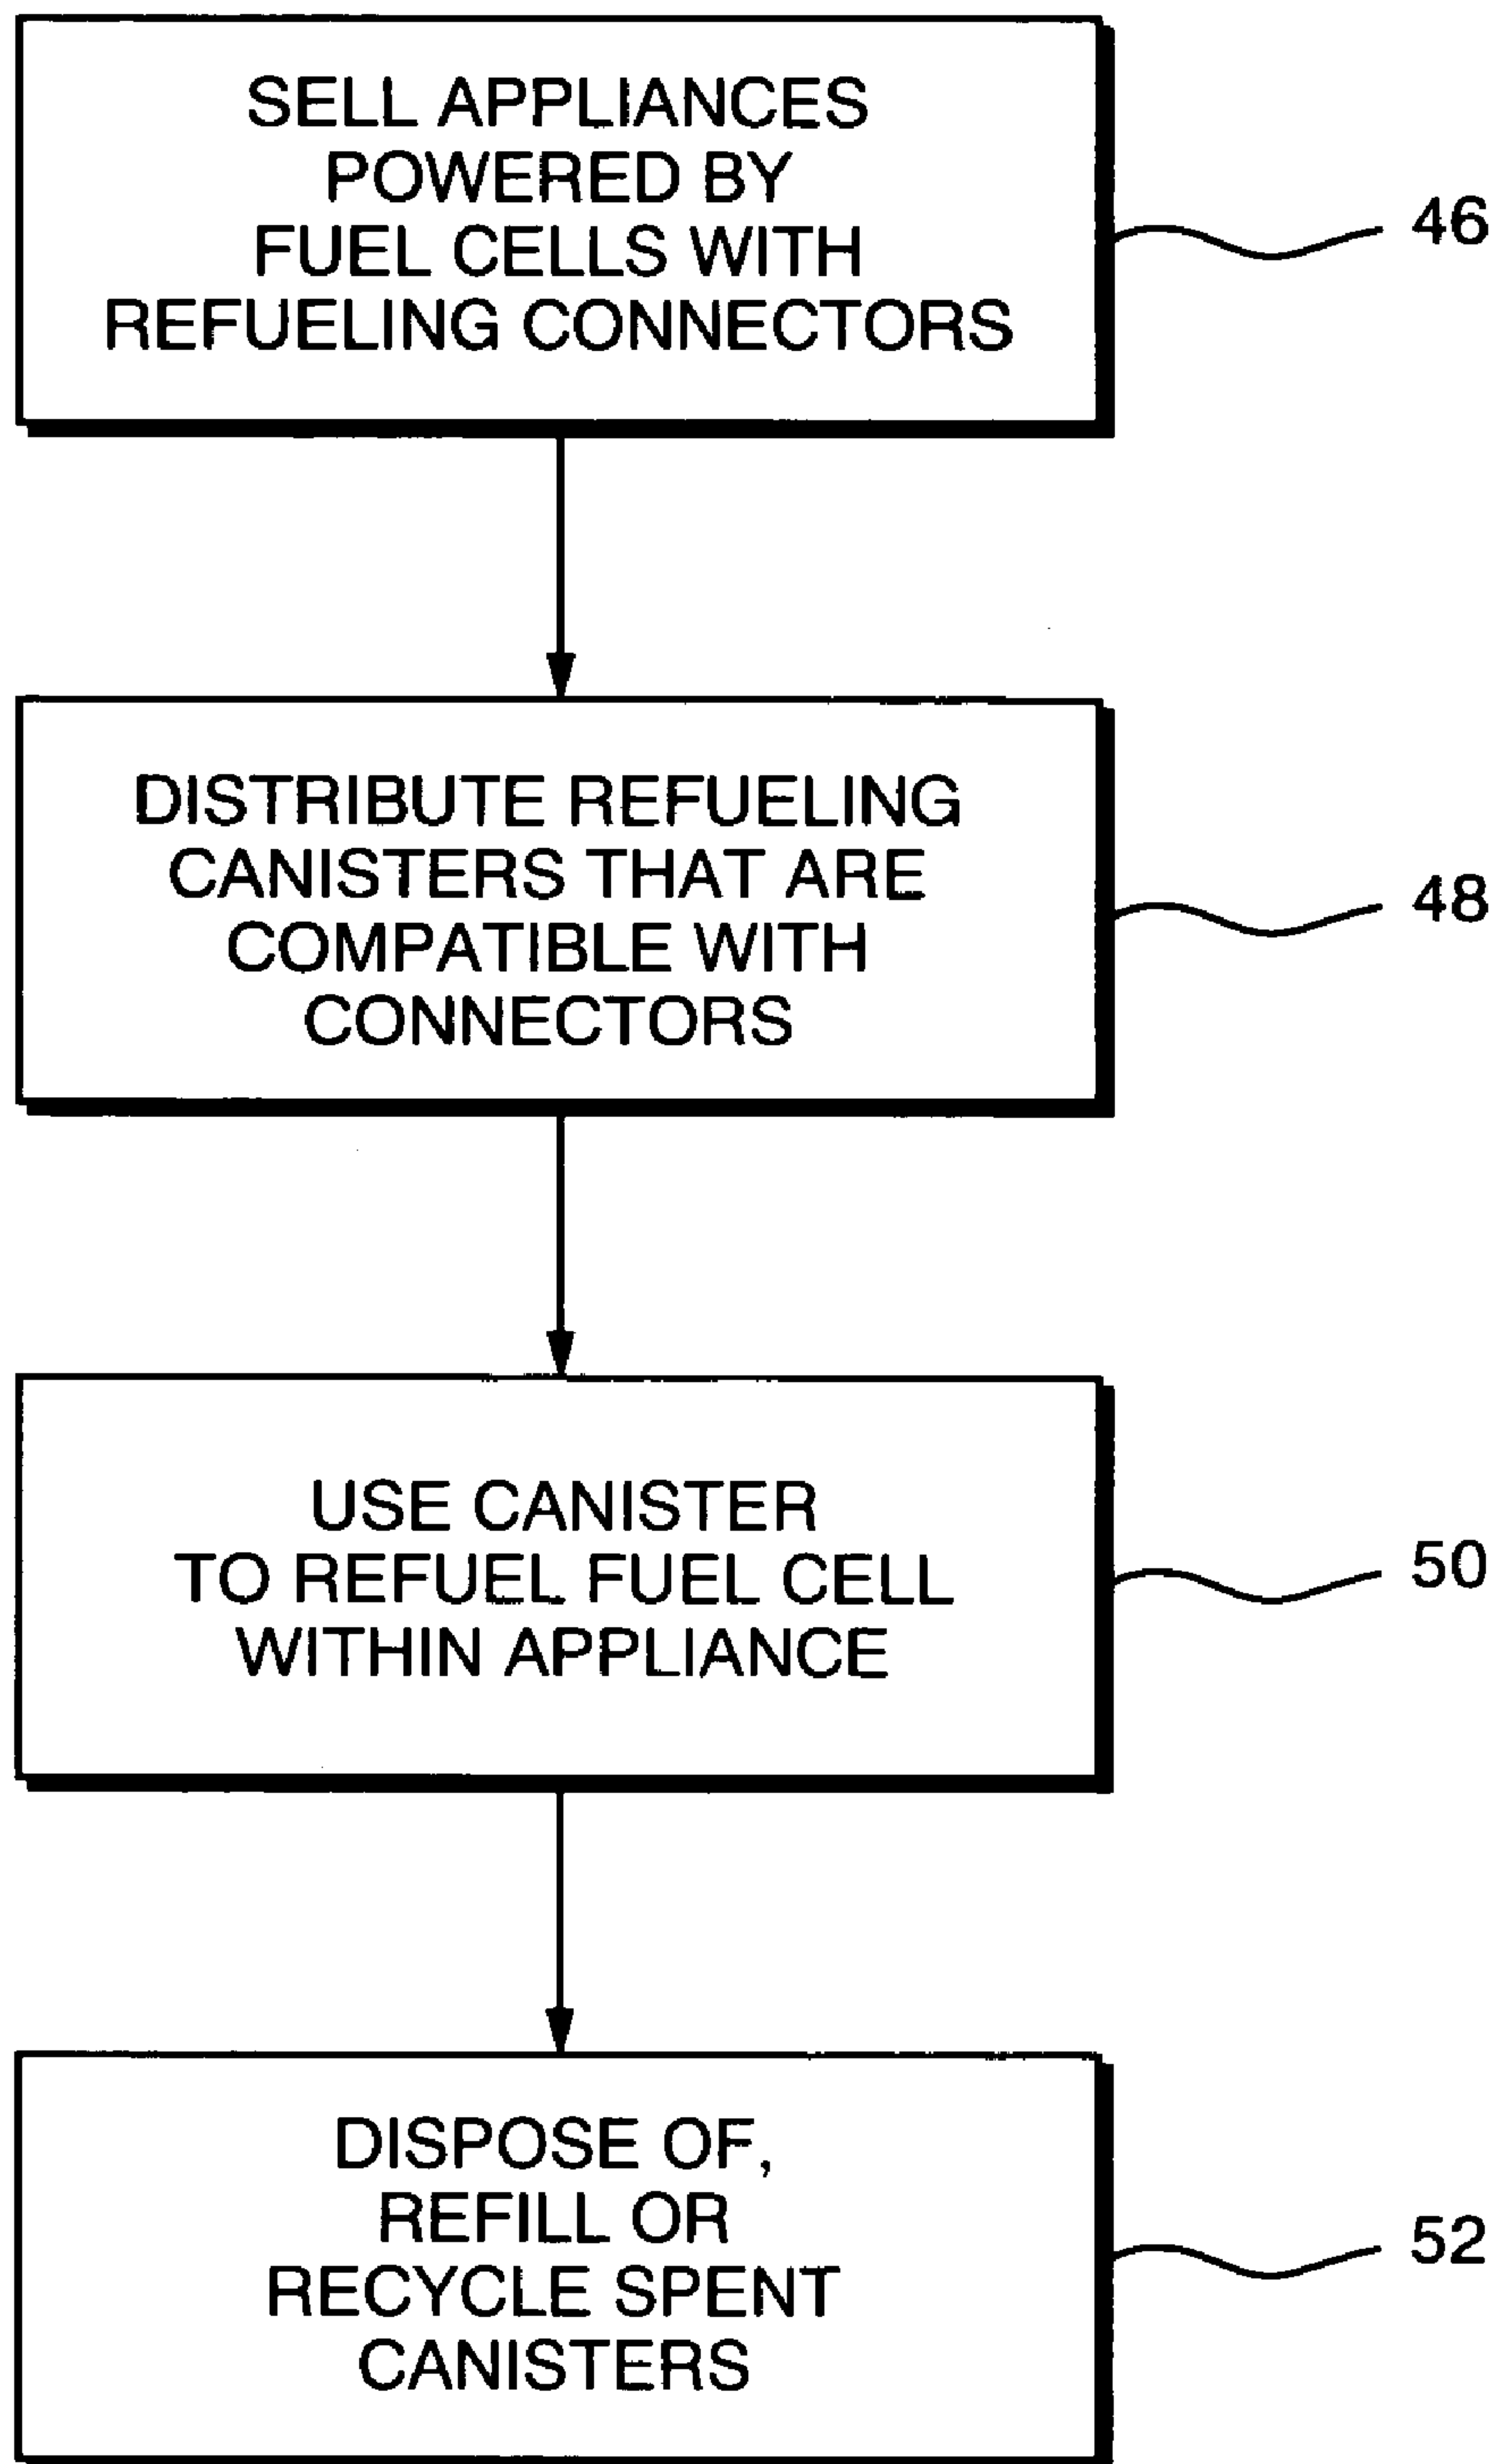 SELL APPLIANCES
POWERED BY
FUEL CELLS WITH
REFUELING CONNECTORS
46
DISTRIBUTE REFUELING
CANISTERS THAT ARE
COMPATIBLE WITH
CONNECTORS
48
USE CANISTER
TO REFUEL FUEL CELL
WITHIN APPLIANCE
50
DISPOSE OF,
REFILL OR
RECYCLE SPENT
CANISTERS
52